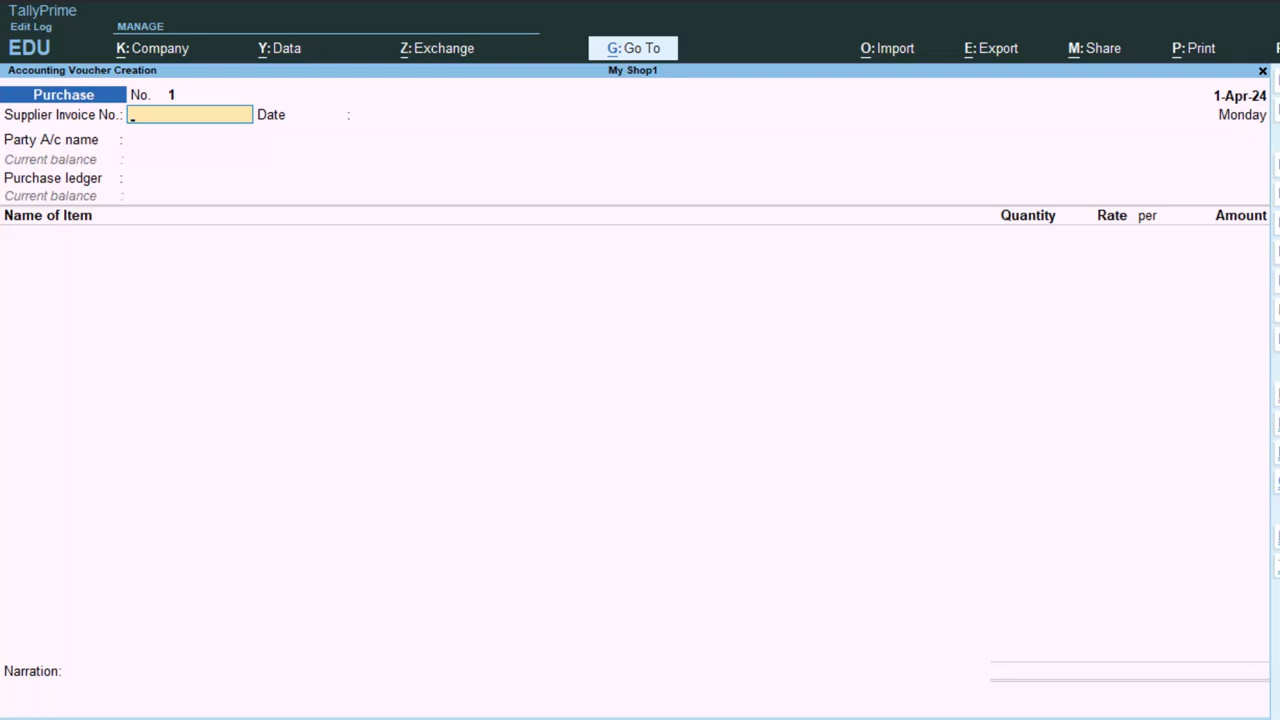 TallyPrime
Edit Log
MANAGE
EDU
K: Company Y: Data Z: Exchange G: Go To O: Import E: Export M: Share P: Print
Accounting Voucher Creation My Shop1 ×
Purchase No. 1 1-Apr-24
Supplier Invoice No.: Date : Monday
Party A/c name :
Current balance :
Purchase ledger :
Current balance :
Name of Item Quantity Rate per Amount
Narration: